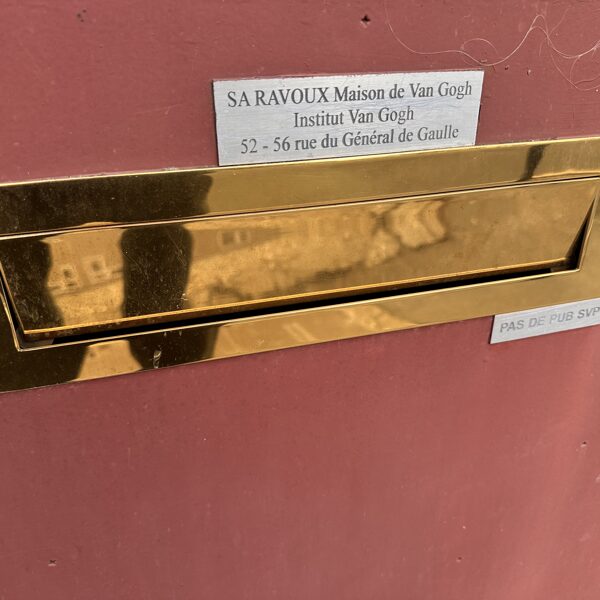 SA RAVOUX Maison de Van Gogh
Institut Van Gogh
52 - 56 rue du Général de Gaulle
PAS DE PUB SVP